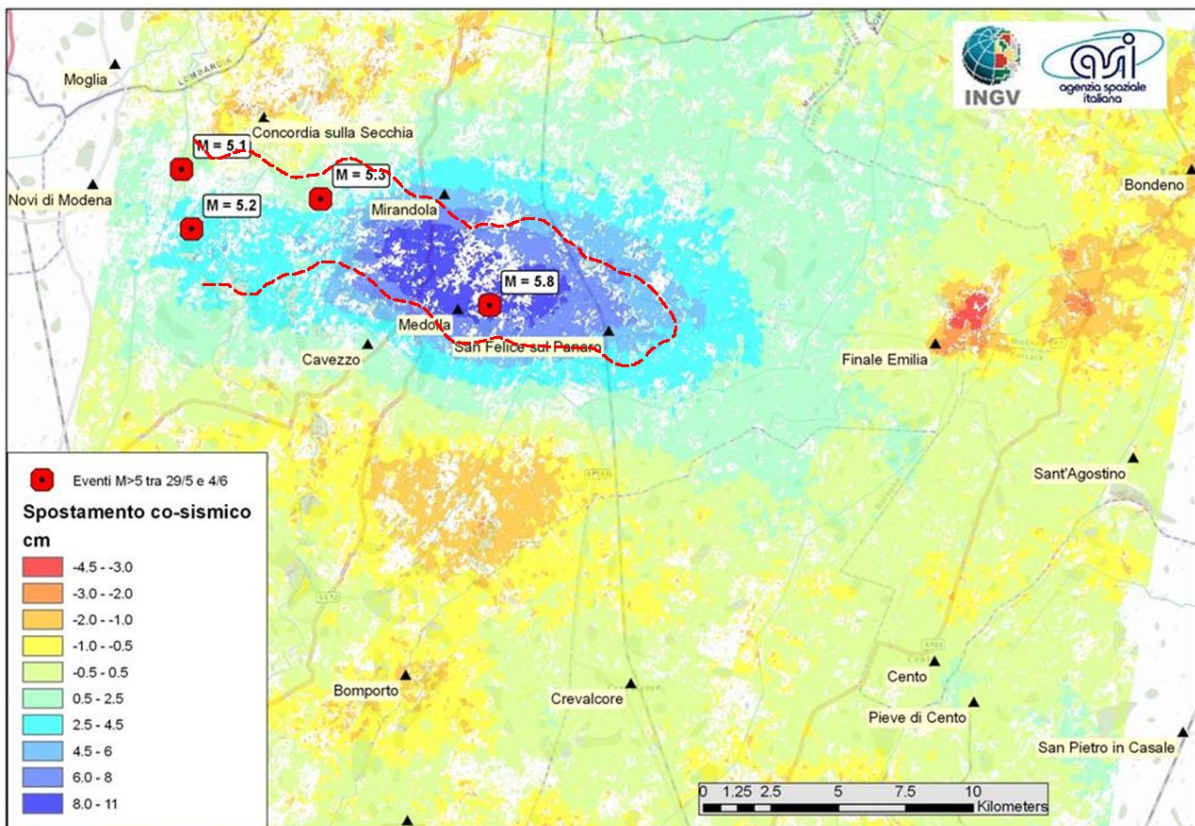 Moglia
LOMBARDIA
INGV
asi
agenzia spaziale
italiana
Concordia sulla Secchia
M = 5.1
M = 5.3
Novi di Modena
M = 5.2
Mirandola
Bondeno
M = 5.8
Medolla
San Felice sul Panaro
Cavezzo
Finale Emilia
Sant'Agostino
Eventi M>5 tra 29/5 e 4/6
Spostamento co-sismico
cm
-4.5 - -3.0
-3.0 - -2.0
-2.0 - -1.0
-1.0 - -0.5
-0.5 - 0.5
0.5 - 2.5
2.5 - 4.5
4.5 - 6
6.0 - 8
8.0 - 11
Bomporto
Crevalcore
Cento
Pieve di Cento
San Pietro in Casale
0 1.25 2.5 5 7.5 10
Kilometers